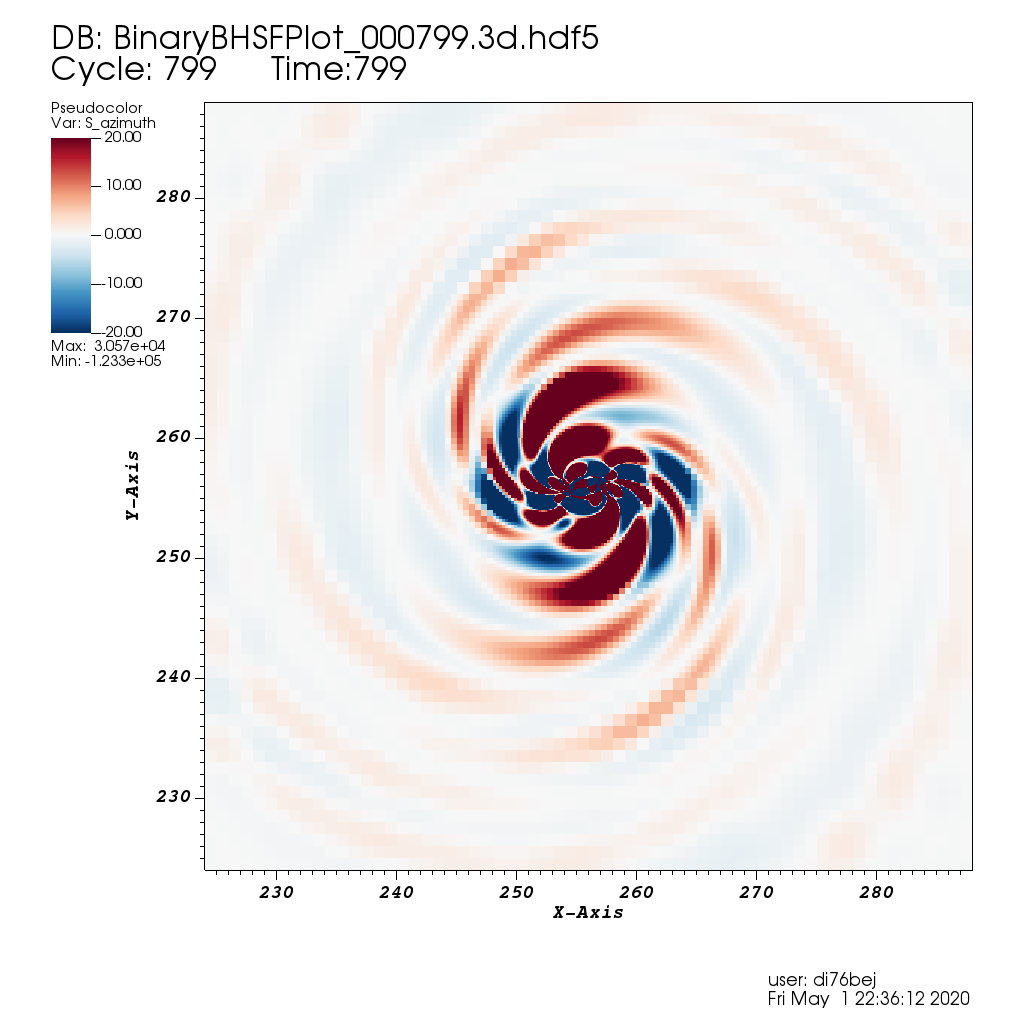 DB: BinaryBHSFPlot_000799.3d.hdf5
Cycle: 799 Time:799
Pseudocolor
Var: S_azimuth
20.00
10.00
0.000
-10.00
-20.00
Max: 3.057e+04
Min: -1.233e+05
280
270
260
250
240
230
Y-Axis
230 240 250 260 270 280
X-Axis
user: di76bej
Fri May 1 22:36:12 2020